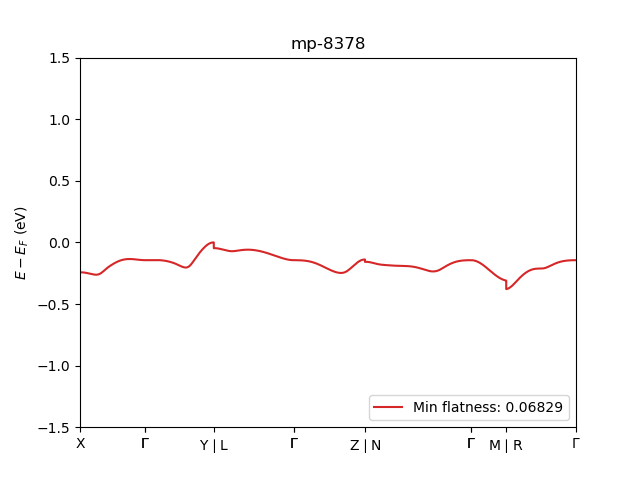 mp-8378
1.5
1.0
0.5
0.0
−0.5
−1.0
−1.5
E − E_F (eV)
Min flatness: 0.06829
X Γ Y | L Γ Z | N Γ M | R Γ